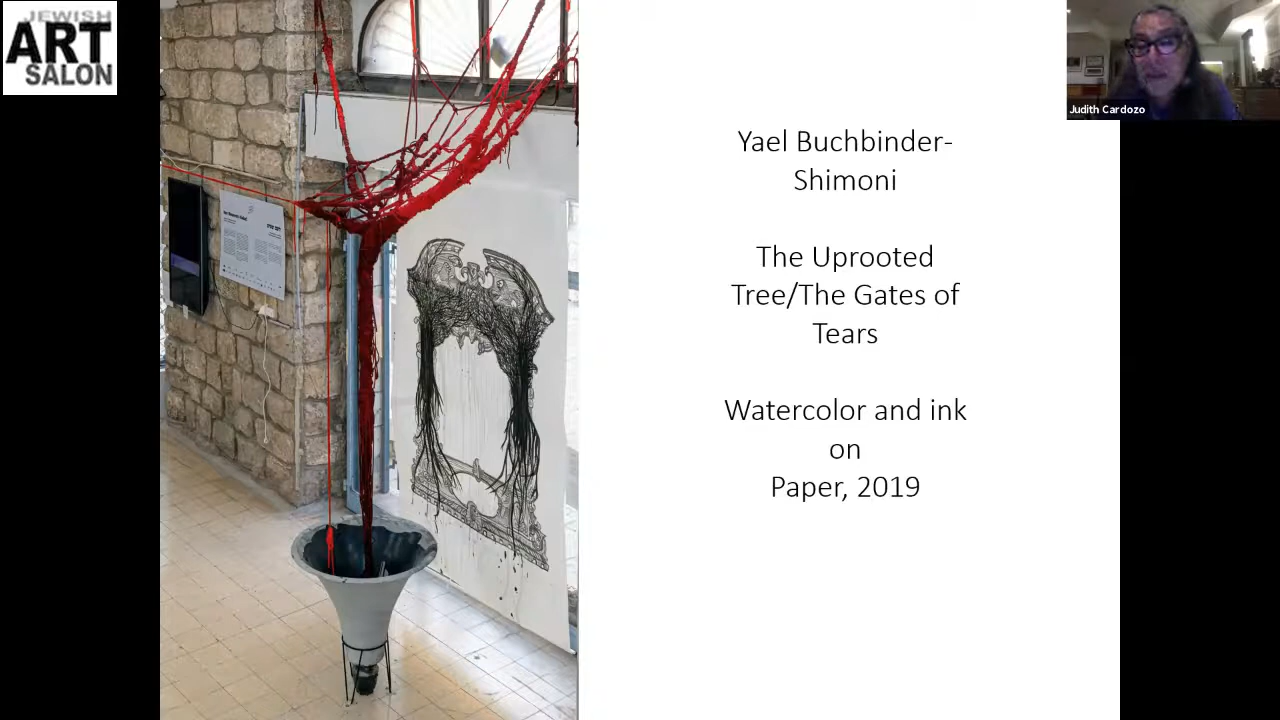 JEWISH
ART
SALON
Judith Cardozo
Yael Buchbinder-
Shimoni
The Uprooted
Tree/The Gates of
Tears
Watercolor and ink
on
Paper, 2019